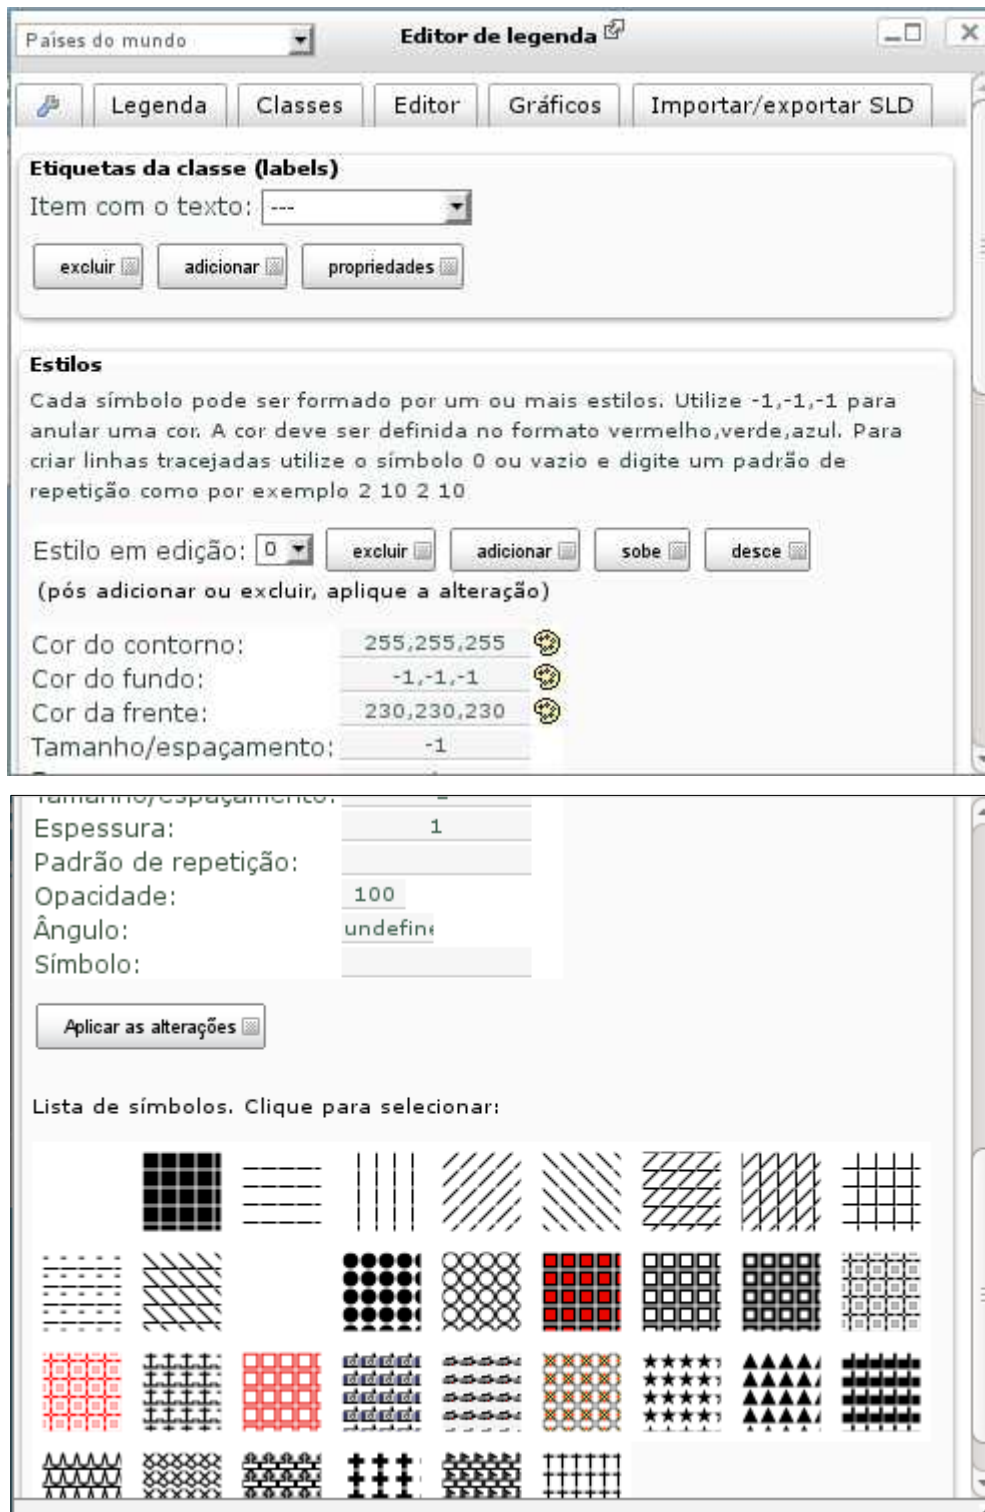 Países do mundo
Editor de legenda
Legenda
Classes
Editor
Gráficos
Importar/exportar SLD
Etiquetas da classe (labels)
Item com o texto: ---
excluir
adicionar
propriedades
Estilos
Cada símbolo pode ser formado por um ou mais estilos. Utilize -1,-1,-1 para
anular uma cor. A cor deve ser definida no formato vermelho,verde,azul. Para
criar linhas tracejadas utilize o símbolo 0 ou vazio e digite um padrão de
repetição como por exemplo 2 10 2 10
Estilo em edição: 0
excluir
adicionar
sobe
desce
(pós adicionar ou excluir, aplique a alteração)
Cor do contorno: 255,255,255
Cor do fundo: -1,-1,-1
Cor da frente: 230,230,230
Tamanho/espaçamento: -1
Tamanho/espaçamento:
Espessura: 1
Padrão de repetição:
Opacidade: 100
Ângulo: undefine
Símbolo:
Aplicar as alterações
Lista de símbolos. Clique para selecionar: